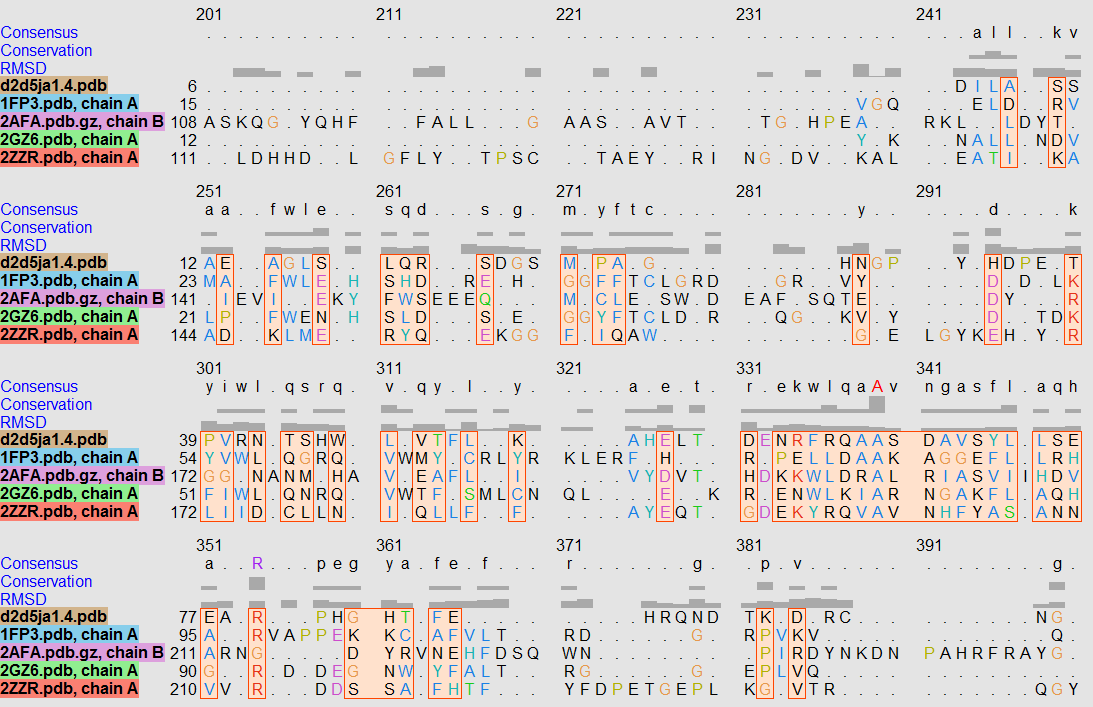 201 211 221 231 241
Consensus . . . . . . . . . . . . . . . . . . . . . . . . . . . . . . . . . . . . . . . . . . . a l l . . k v
Conservation
RMSD
d2d5ja1.4.pdb 6 . . . . . . . . . . . . . . . . . . . . . . . . . . . . . . . . . . . . . . . . . . D I L A . . S S
1FP3.pdb, chain A 15 . . . . . . . . . . . . . . . . . . . . . . . . . . . . . . . . . . . . . V G Q . . . E L D . . R V
2AFA.pdb.gz, chain B 108 A S K Q G . Y Q H F . . F A L L . . . G A A S . . A V T . . . T G . H P E A . . R K L . . L D Y T .
2GZ6.pdb, chain A 12 . . . . . . . . . . . . . . . . . . . . . . . . . . . . . . . . . . . . . Y . K . . N A L L . N D V
2ZZR.pdb, chain A 111 . . L D H H D . . L G F L Y . . T P S C . . T A E Y . . R I N G . D V . . K A L . . E A T I . . K A
251 261 271 281 291
Consensus a a . . f w l e . . s q d . . . s . g . m . y f t c . . . . . . . . . . . y . . . . . . d . . . . k
Conservation
RMSD
d2d5ja1.4.pdb 12 A E . . A G L S . . L Q R . . . S D G S M . P A . G . . . . . . . . . . H N G P . . Y . H D P E . T
1FP3.pdb, chain A 23 M A . . F W L E . H S H D . . R E . H . G G F F T C L G R D . . G R . . V Y . . . . . . D . D . L K
2AFA.pdb.gz, chain B 141 . I E V I . . E K Y F W S E E E Q . . . M . C L E . S W . D E A F . S Q T E . . . . . . D Y . . . R
2GZ6.pdb, chain A 21 L P . . F W E N . H S L D . . . S . E . G G Y F T C L D . R . . Q G . . K V . Y . . . . D . . T D K
2ZZR.pdb, chain A 144 A D . . K L M E . . R Y Q . . . E K G G F . I Q A W . . . . . . . . . . . G . E L G Y K E H . Y . R
301 311 321 331 341
Consensus y i w l . q s r q . v . q y . l . . y . . . . . a . e . t . r . e k w l q a A v n g a s f l . a q h
Conservation
RMSD
d2d5ja1.4.pdb 39 P V R N . T S H W . L . V T F L . . K . . . . . A H E L T . D E N R F R Q A A S D A V S Y L . L S E
1FP3.pdb, chain A 54 Y V W L . Q G R Q . V W M Y . C R L Y R K L E R F . H . . . R . P E L L D A A K A G G E F L . L R H
2AFA.pdb.gz, chain B 172 G G . N A N M . H A V . E A F L . . I . . . . . V Y D V T . H D K K W L D R A L R I A S V I I H D V
2GZ6.pdb, chain A 51 F I W L . Q N R Q . V W T F . S M L C N Q L . . . . E . . K R . E N W L K I A R N G A K F L . A Q H
2ZZR.pdb, chain A 172 L I I D . C L L N . I . Q L L F . . F . . . . . A Y E Q T . G D E K Y R Q V A V N H F Y A S . A N N
351 361 371 381 391
Consensus a . . R . . . p e g y a . f e . f . . . r . . . . . . . g . . p . v . . . . . . . . . . . . . . g .
Conservation
RMSD
d2d5ja1.4.pdb 77 E A . R . . . P H G H T . F E . . . . . . . . . . H R Q N D T K . D . R C . . . . . . . . . . N G .
1FP3.pdb, chain A 95 A . . R V A P P E K K C . A F V L T . . R D . . . . . . G . R P V K V . . . . . . . . . . . . . Q .
2AFA.pdb.gz, chain B 211 A R N G . . . . . D Y R V N E H F D S Q W N . . . . . . . . . P I R D Y N K D N P A H R F R A Y G .
2GZ6.pdb, chain A 90 G . . R . D . D E G N W . Y F A L T . . R G . . . . . . G . E P L V Q . . . . . . . . . . . . . . .
2ZZR.pdb, chain A 210 V V . R . . . D D S S A . F H T F . . . Y F D P E T G E P L K G . V T R . . . . . . . . . . . Q G Y